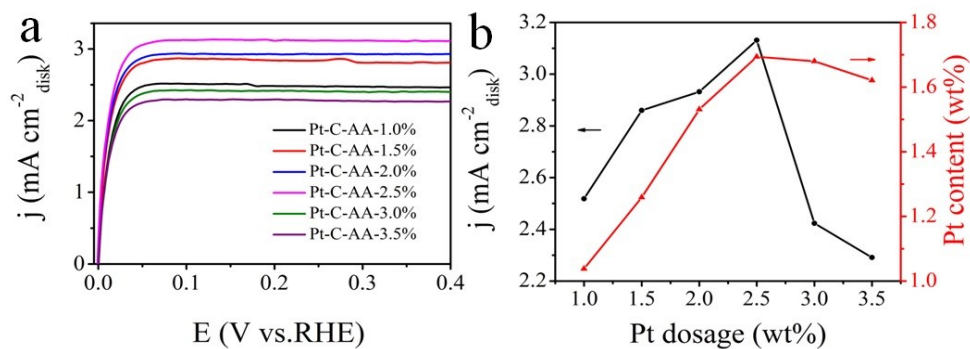 a
j (mA cm⁻²disk)
3
2
1
0
Pt-C-AA-1.0%
Pt-C-AA-1.5%
Pt-C-AA-2.0%
Pt-C-AA-2.5%
Pt-C-AA-3.0%
Pt-C-AA-3.5%
0.0 0.1 0.2 0.3 0.4
E (V vs.RHE)
b
j (mA cm⁻²disk)
3.2
3.0
2.8
2.6
2.4
2.2
1.0 1.5 2.0 2.5 3.0 3.5
Pt dosage (wt%)
1.8
1.6
1.4
1.2
1.0
Pt content (wt%)